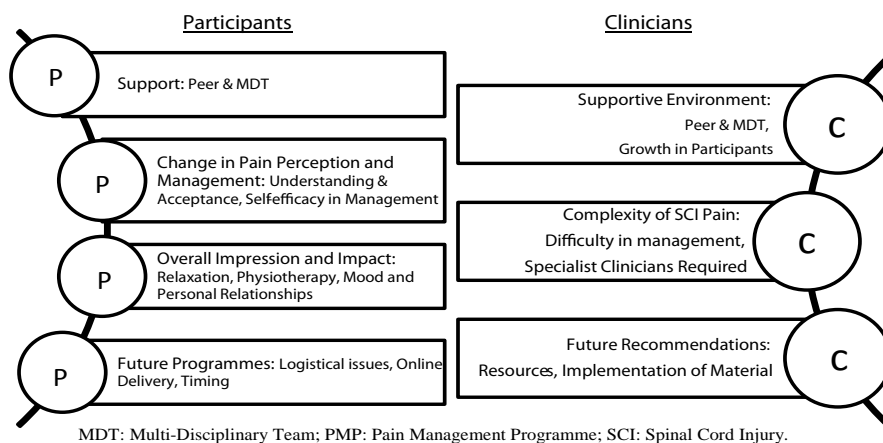 Participants
P
Support: Peer & MDT
P
Change in Pain Perception and
Management: Understanding &
Acceptance, Selfefficacy in Management
P
Overall Impression and Impact:
Relaxation, Physiotherapy, Mood and
Personal Relationships
P
Future Programmes: Logistical issues, Online
Delivery, Timing
Clinicians
Supportive Environment:
Peer & MDT,
Growth in Participants
C
Complexity of SCI Pain:
Difficulty in management,
Specialist Clinicians Required
C
Future Recommendations:
Resources, Implementation of Material
C
MDT: Multi-Disciplinary Team; PMP: Pain Management Programme; SCI: Spinal Cord Injury.